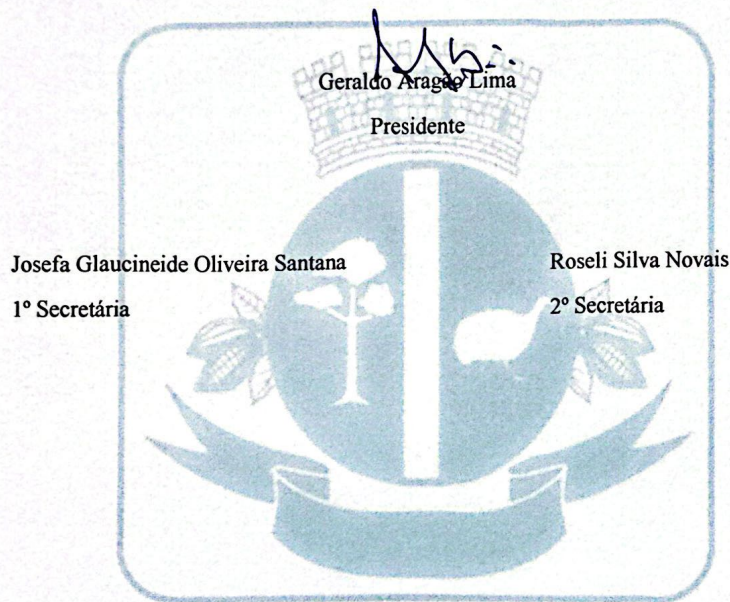 Geraldo Aragão Lima
Presidente
Josefa Glaucineide Oliveira Santana
Roseli Silva Novais
1º Secretária
2º Secretária